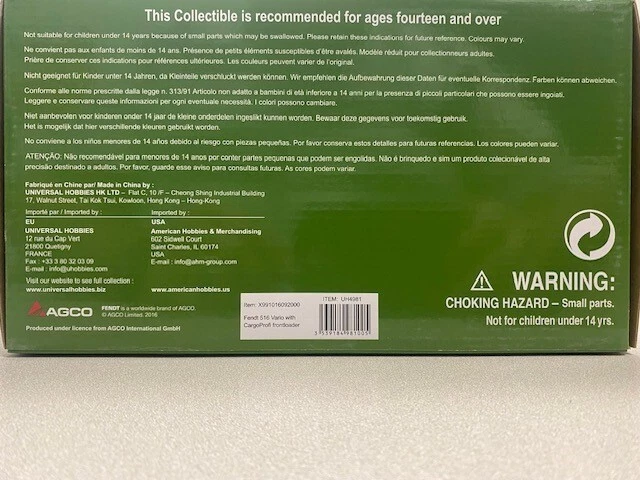 This Collectible is recommended for ages fourteen and over
Not suitable for children under 14 years because of small parts which may be swallowed. Please retain these indications for future reference. Colours may vary.
Ne convient pas aux enfants de moins de 14 ans. Présence de petits éléments susceptibles d'être avalés. Modèle réduit pour collectionneurs adultes.
Prière de conserver ces indications pour références ultérieures. Les couleurs peuvent varier de l'original.
Nicht geeignet für Kinder unter 14 Jahren, da Kleinteile verschluckt werden können. Wir empfehlen die Aufbewahrung dieser Daten für eventuelle Korrespondenz. Farben können abweichen.
Conforme alle norme prescritte dalla legge n. 313/91 Articolo non adatto a bambini di età inferiore a 14 anni per la presenza di piccoli particolari che possono essere ingoiati.
Leggere e conservare queste informazioni per ogni eventuale necessità. I colori possono cambiare.
Niet aanbevolen voor kinderen onder 14 jaar de kleine onderdelen ingeslikt kunnen worden. Bewaar deze gegevens voor toekomstig gebruik.
Het is mogelijk dat hier verschillende kleuren gebruikt worden.
No conviene a los niños menores de 14 años debido al riesgo con piezas pequeñas. Por favor conserva estos detalles para futuras referencias. Los colores pueden variar.
ATENÇÃO: Não recomendável para menores de 14 anos por conter partes pequenas que podem ser engolidas. Não é brinquedo e sim um produto colecionável de alta
precisão destinado a adultos. Por favor, guarde esse aviso para consultas futuras. As cores podem variar.
Fabriqué en Chine par/ Made in China by :
UNIVERSAL HOBBIES HK LTD – Flat C, 10 /F – Cheong Shing Industrial Building
17, Walnut Street, Tai Kok Tsui, Kowloon, Hong Kong – Hong-Kong
Importé par / Imported by :
EU
UNIVERSAL HOBBIES
12 rue du Cap Vert
21800 Quetigny
FRANCE
Fax : +33 3 80 32 03 09
E-mail : info@uhobbies.com
Importé par / Imported by :
USA
American Hobbies & Merchandising
602 Sidwell Court
Saint Charles, IL 60174
USA
E-mail : info@ahm-group.com
Visit our website to see full collection :
www.universalhobbies.biz
www.americanhobbies.us
AGCO
FENDT is a worldwide brand of AGCO.
© AGCO Limited. 2016
Produced under licence from AGCO International GmbH
Item: X991016092000
Fendt 516 Vario with
CargoProfi frontloader
ITEM: UH4981
3 539184 981005
WARNING:
CHOKING HAZARD – Small parts.
Not for children under 14 yrs.